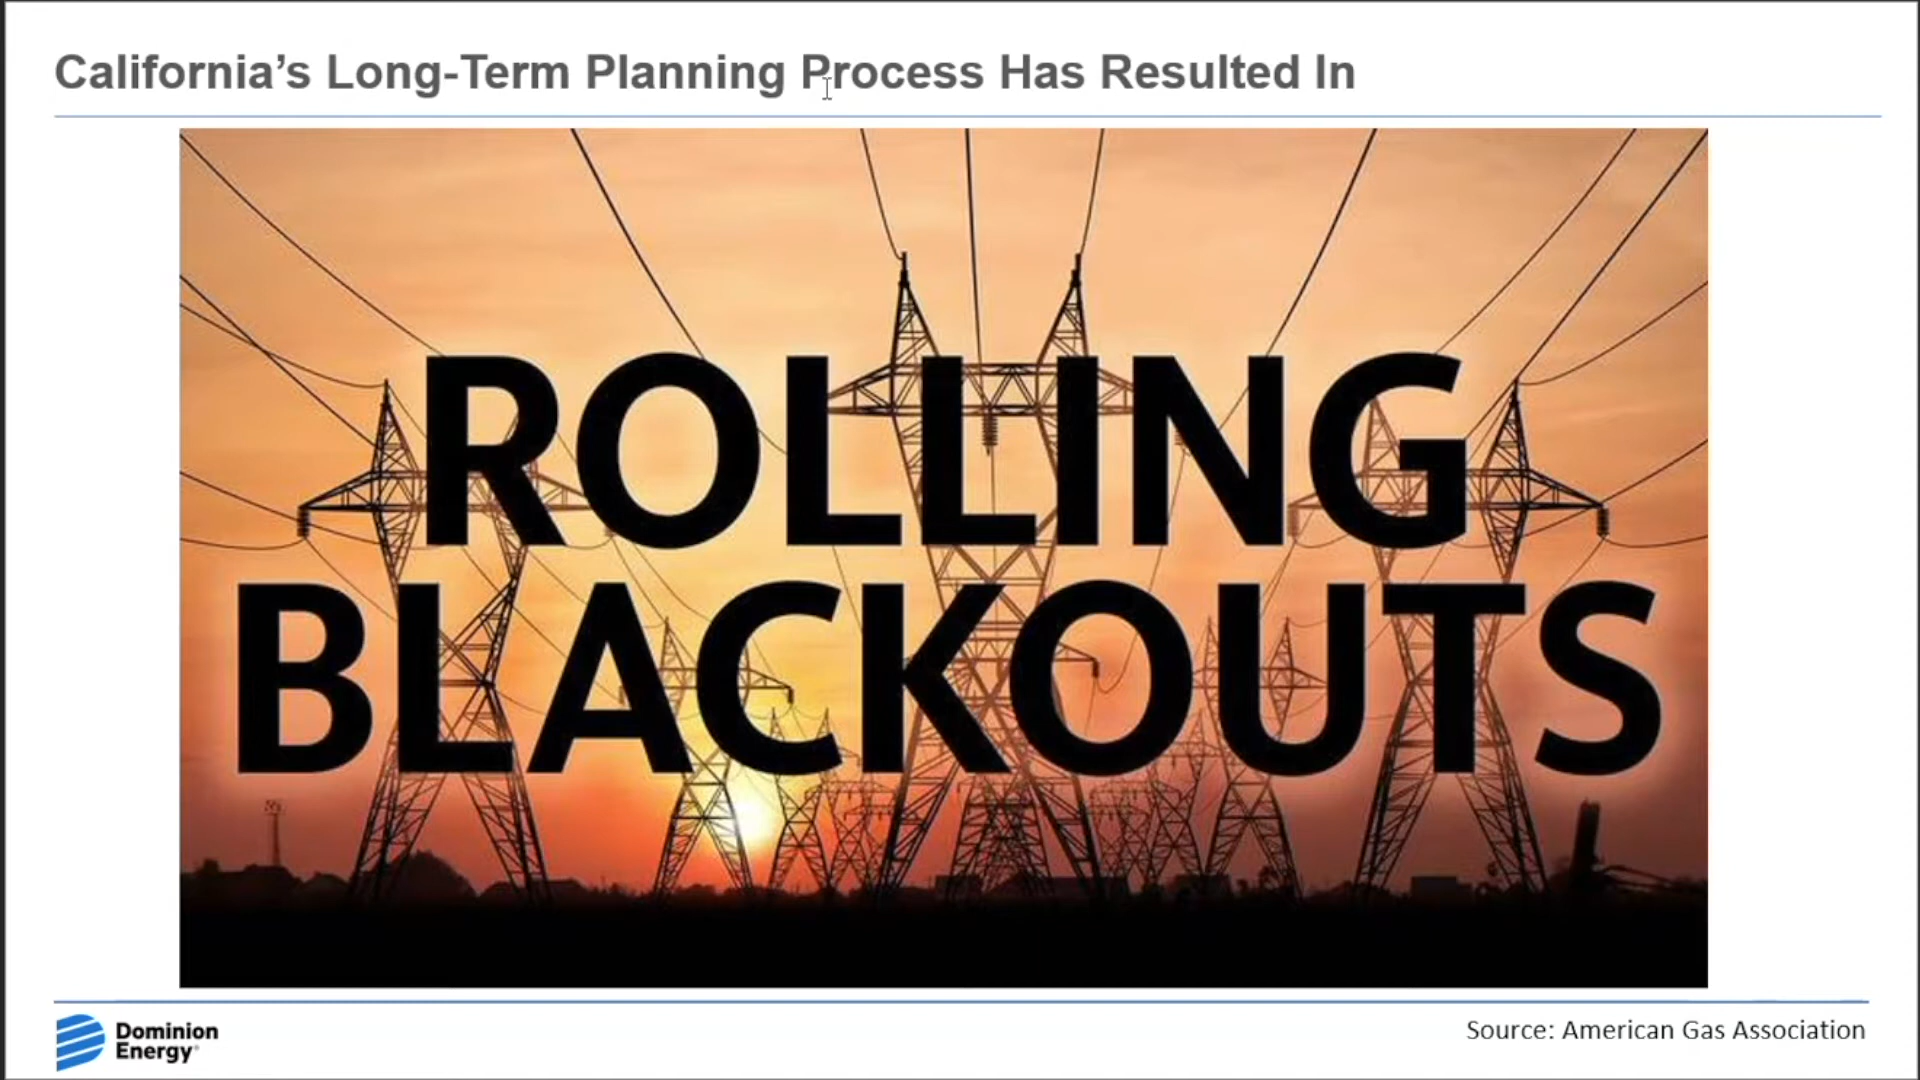 California’s Long-Term Planning Process Has Resulted In
ROLLING
BLACKOUTS
Dominion
Energy®
Source: American Gas Association